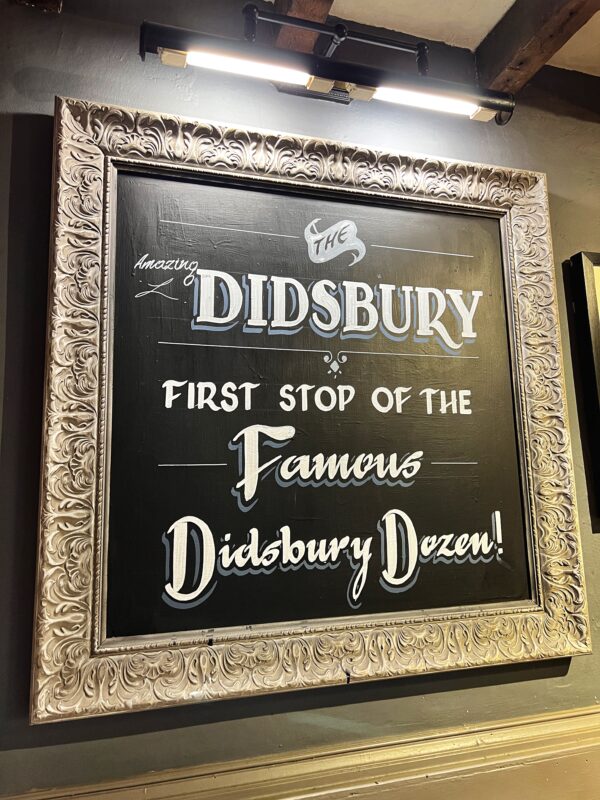 THE
Amazing
DIDSBURY
FIRST STOP OF THE
Famous
Didsbury Dozen!